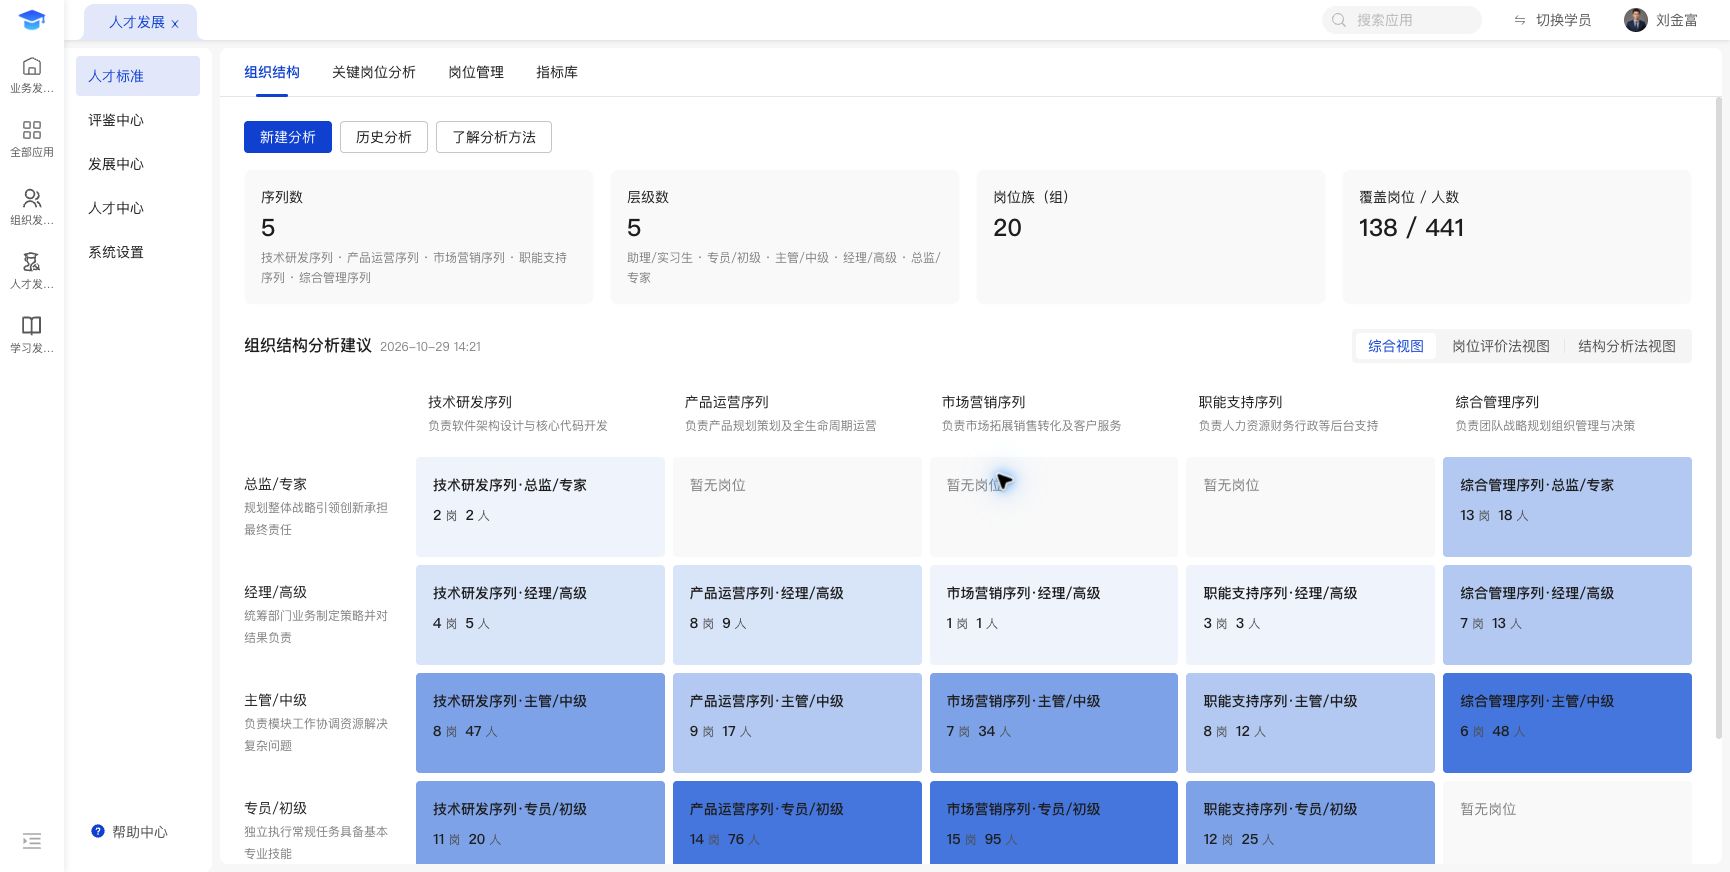 人才发展 x
搜索应用
切换学员
刘金富
业务发...
全部应用
组织发...
人才发...
学习发...
人才标准
评鉴中心
发展中心
人才中心
系统设置
? 帮助中心
组织结构 关键岗位分析 岗位管理 指标库
新建分析 历史分析 了解分析方法
序列数
5
技术研发序列 · 产品运营序列 · 市场营销序列 · 职能支持
序列 · 综合管理序列
层级数
5
助理/实习生 · 专员/初级 · 主管/中级 · 经理/高级 · 总监/
专家
岗位族（组）
20
覆盖岗位 / 人数
138 / 441
组织结构分析建议 2026-10-29 14:21
综合视图 岗位评价法视图 结构分析法视图
技术研发序列
负责软件架构设计与核心代码开发
产品运营序列
负责产品规划策划及全生命周期运营
市场营销序列
负责市场拓展销售转化及客户服务
职能支持序列
负责人力资源财务行政等后台支持
综合管理序列
负责团队战略规划组织管理与决策
总监/专家
规划整体战略引领创新承担
最终责任
技术研发序列·总监/专家
2 岗 2 人
暂无岗位
暂无岗位
暂无岗位
综合管理序列·总监/专家
13 岗 18 人
经理/高级
统筹部门业务制定策略并对
结果负责
技术研发序列·经理/高级
4 岗 5 人
产品运营序列·经理/高级
8 岗 9 人
市场营销序列·经理/高级
1 岗 1 人
职能支持序列·经理/高级
3 岗 3 人
综合管理序列·经理/高级
7 岗 13 人
主管/中级
负责模块工作协调资源解决
复杂问题
技术研发序列·主管/中级
8 岗 47 人
产品运营序列·主管/中级
9 岗 17 人
市场营销序列·主管/中级
7 岗 34 人
职能支持序列·主管/中级
8 岗 12 人
综合管理序列·主管/中级
6 岗 48 人
专员/初级
独立执行常规任务具备基本
专业技能
技术研发序列·专员/初级
11 岗 20 人
产品运营序列·专员/初级
14 岗 76 人
市场营销序列·专员/初级
15 岗 95 人
职能支持序列·专员/初级
12 岗 25 人
暂无岗位